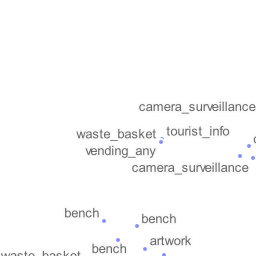 camera_surveillance
waste_basket
tourist_info
vending_any
camera_surveillance
bench
bench
bench
artwork
waste_basket